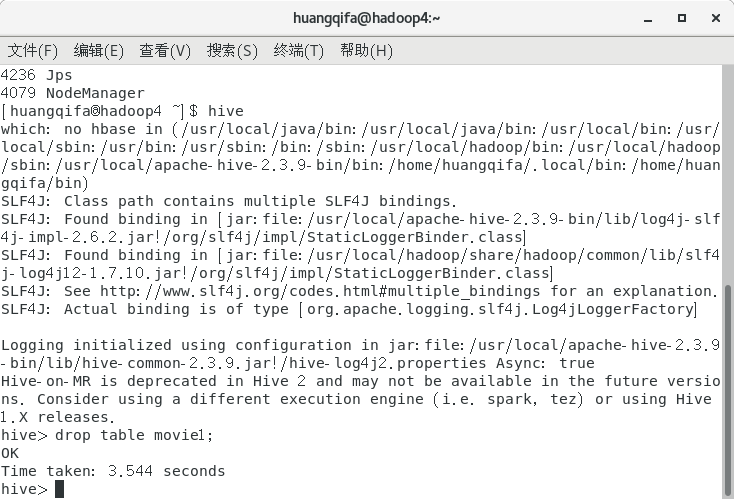 huangqifa@hadoop4:~
文件(F) 编辑(E) 查看(V) 搜索(S) 终端(T) 帮助(H)
4236 Jps
4079 NodeManager
[huangqifa@hadoop4 ~]$ hive
which: no hbase in (/usr/local/java/bin:/usr/local/java/bin:/usr/local/bin:/usr/
local/sbin:/usr/bin:/usr/sbin:/bin:/sbin:/usr/local/hadoop/bin:/usr/local/hadoop
/sbin:/usr/local/apache-hive-2.3.9-bin/bin:/home/huangqifa/.local/bin:/home/huan
gqifa/bin)
SLF4J: Class path contains multiple SLF4J bindings.
SLF4J: Found binding in [jar:file:/usr/local/apache-hive-2.3.9-bin/lib/log4j-slf
4j-impl-2.6.2.jar!/org/slf4j/impl/StaticLoggerBinder.class]
SLF4J: Found binding in [jar:file:/usr/local/hadoop/share/hadoop/common/lib/slf4
j-log4j12-1.7.10.jar!/org/slf4j/impl/StaticLoggerBinder.class]
SLF4J: See http://www.slf4j.org/codes.html#multiple_bindings for an explanation.
SLF4J: Actual binding is of type [org.apache.logging.slf4j.Log4jLoggerFactory]
Logging initialized using configuration in jar:file:/usr/local/apache-hive-2.3.9
-bin/lib/hive-common-2.3.9.jar!/hive-log4j2.properties Async: true
Hive-on-MR is deprecated in Hive 2 and may not be available in the future versio
ns. Consider using a different execution engine (i.e. spark, tez) or using Hive
1.X releases.
hive> drop table movie1;
OK
Time taken: 3.544 seconds
hive>